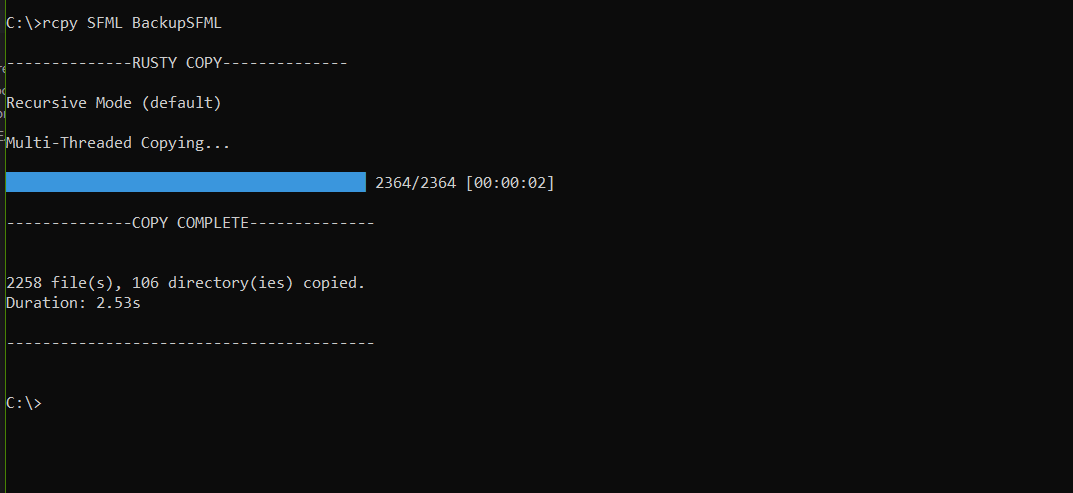 C:\>rcpy SFML BackupSFML
--------------RUSTY COPY--------------
Recursive Mode (default)
Multi-Threaded Copying...
2364/2364 [00:00:02]
--------------COPY COMPLETE--------------
2258 file(s), 106 directory(ies) copied.
Duration: 2.53s
-----------------------------------------
C:\>